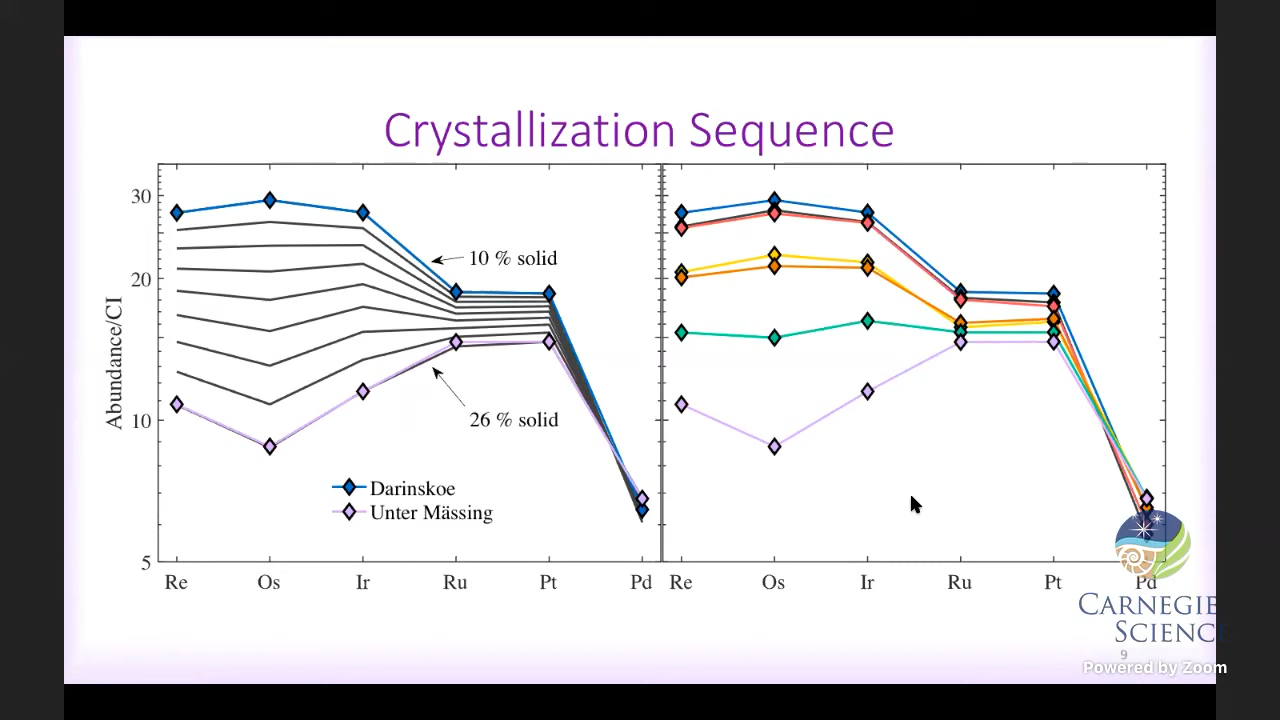 Crystallization Sequence
30
20
10
5
Abundance/CI
10 % solid
26 % solid
Darinskoe
Unter Mässing
Re Os Ir Ru Pt Pd
Re Os Ir Ru Pt Pd
CARNEGIE
SCIENCE
9
Powered by Zoom